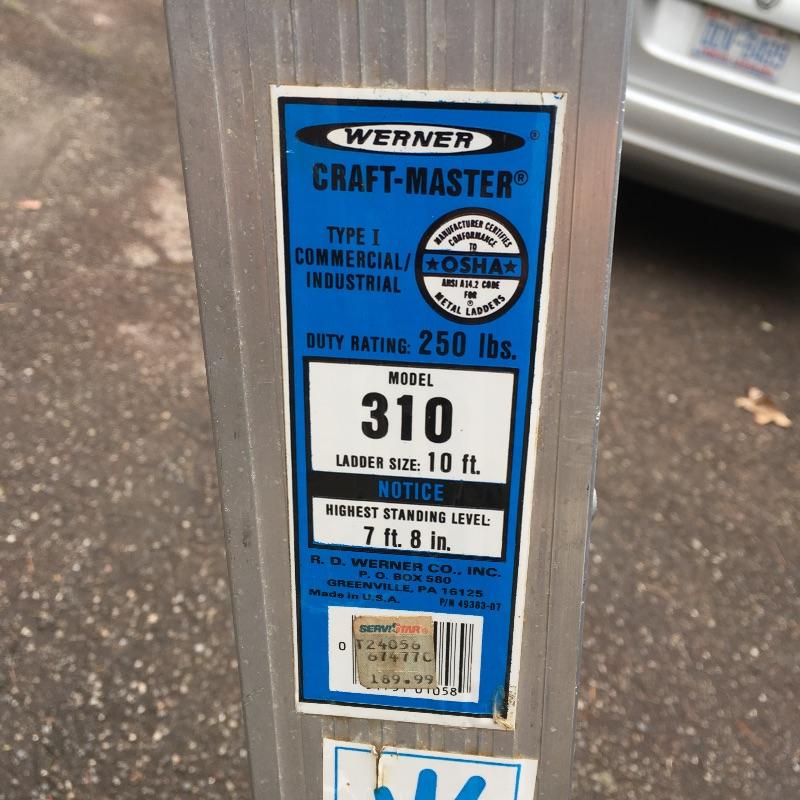 WERNER®
CRAFT-MASTER®
TYPE I
COMMERCIAL/
INDUSTRIAL
MANUFACTURER CERTIFIES
CONFORMANCE
TO
★OSHA★
ANSI A14.2 CODE
FOR
®
METAL LADDERS
DUTY RATING: 250 lbs.
MODEL
310
LADDER SIZE: 10 ft.
NOTICE
HIGHEST STANDING LEVEL:
7 ft. 8 in.
R. D. WERNER CO., INC.
P. O. BOX 580
GREENVILLE, PA 16125
Made in U.S.A. P/N 49383-07
SERVISTAR®
0 T24056
67477C
189.99
01058